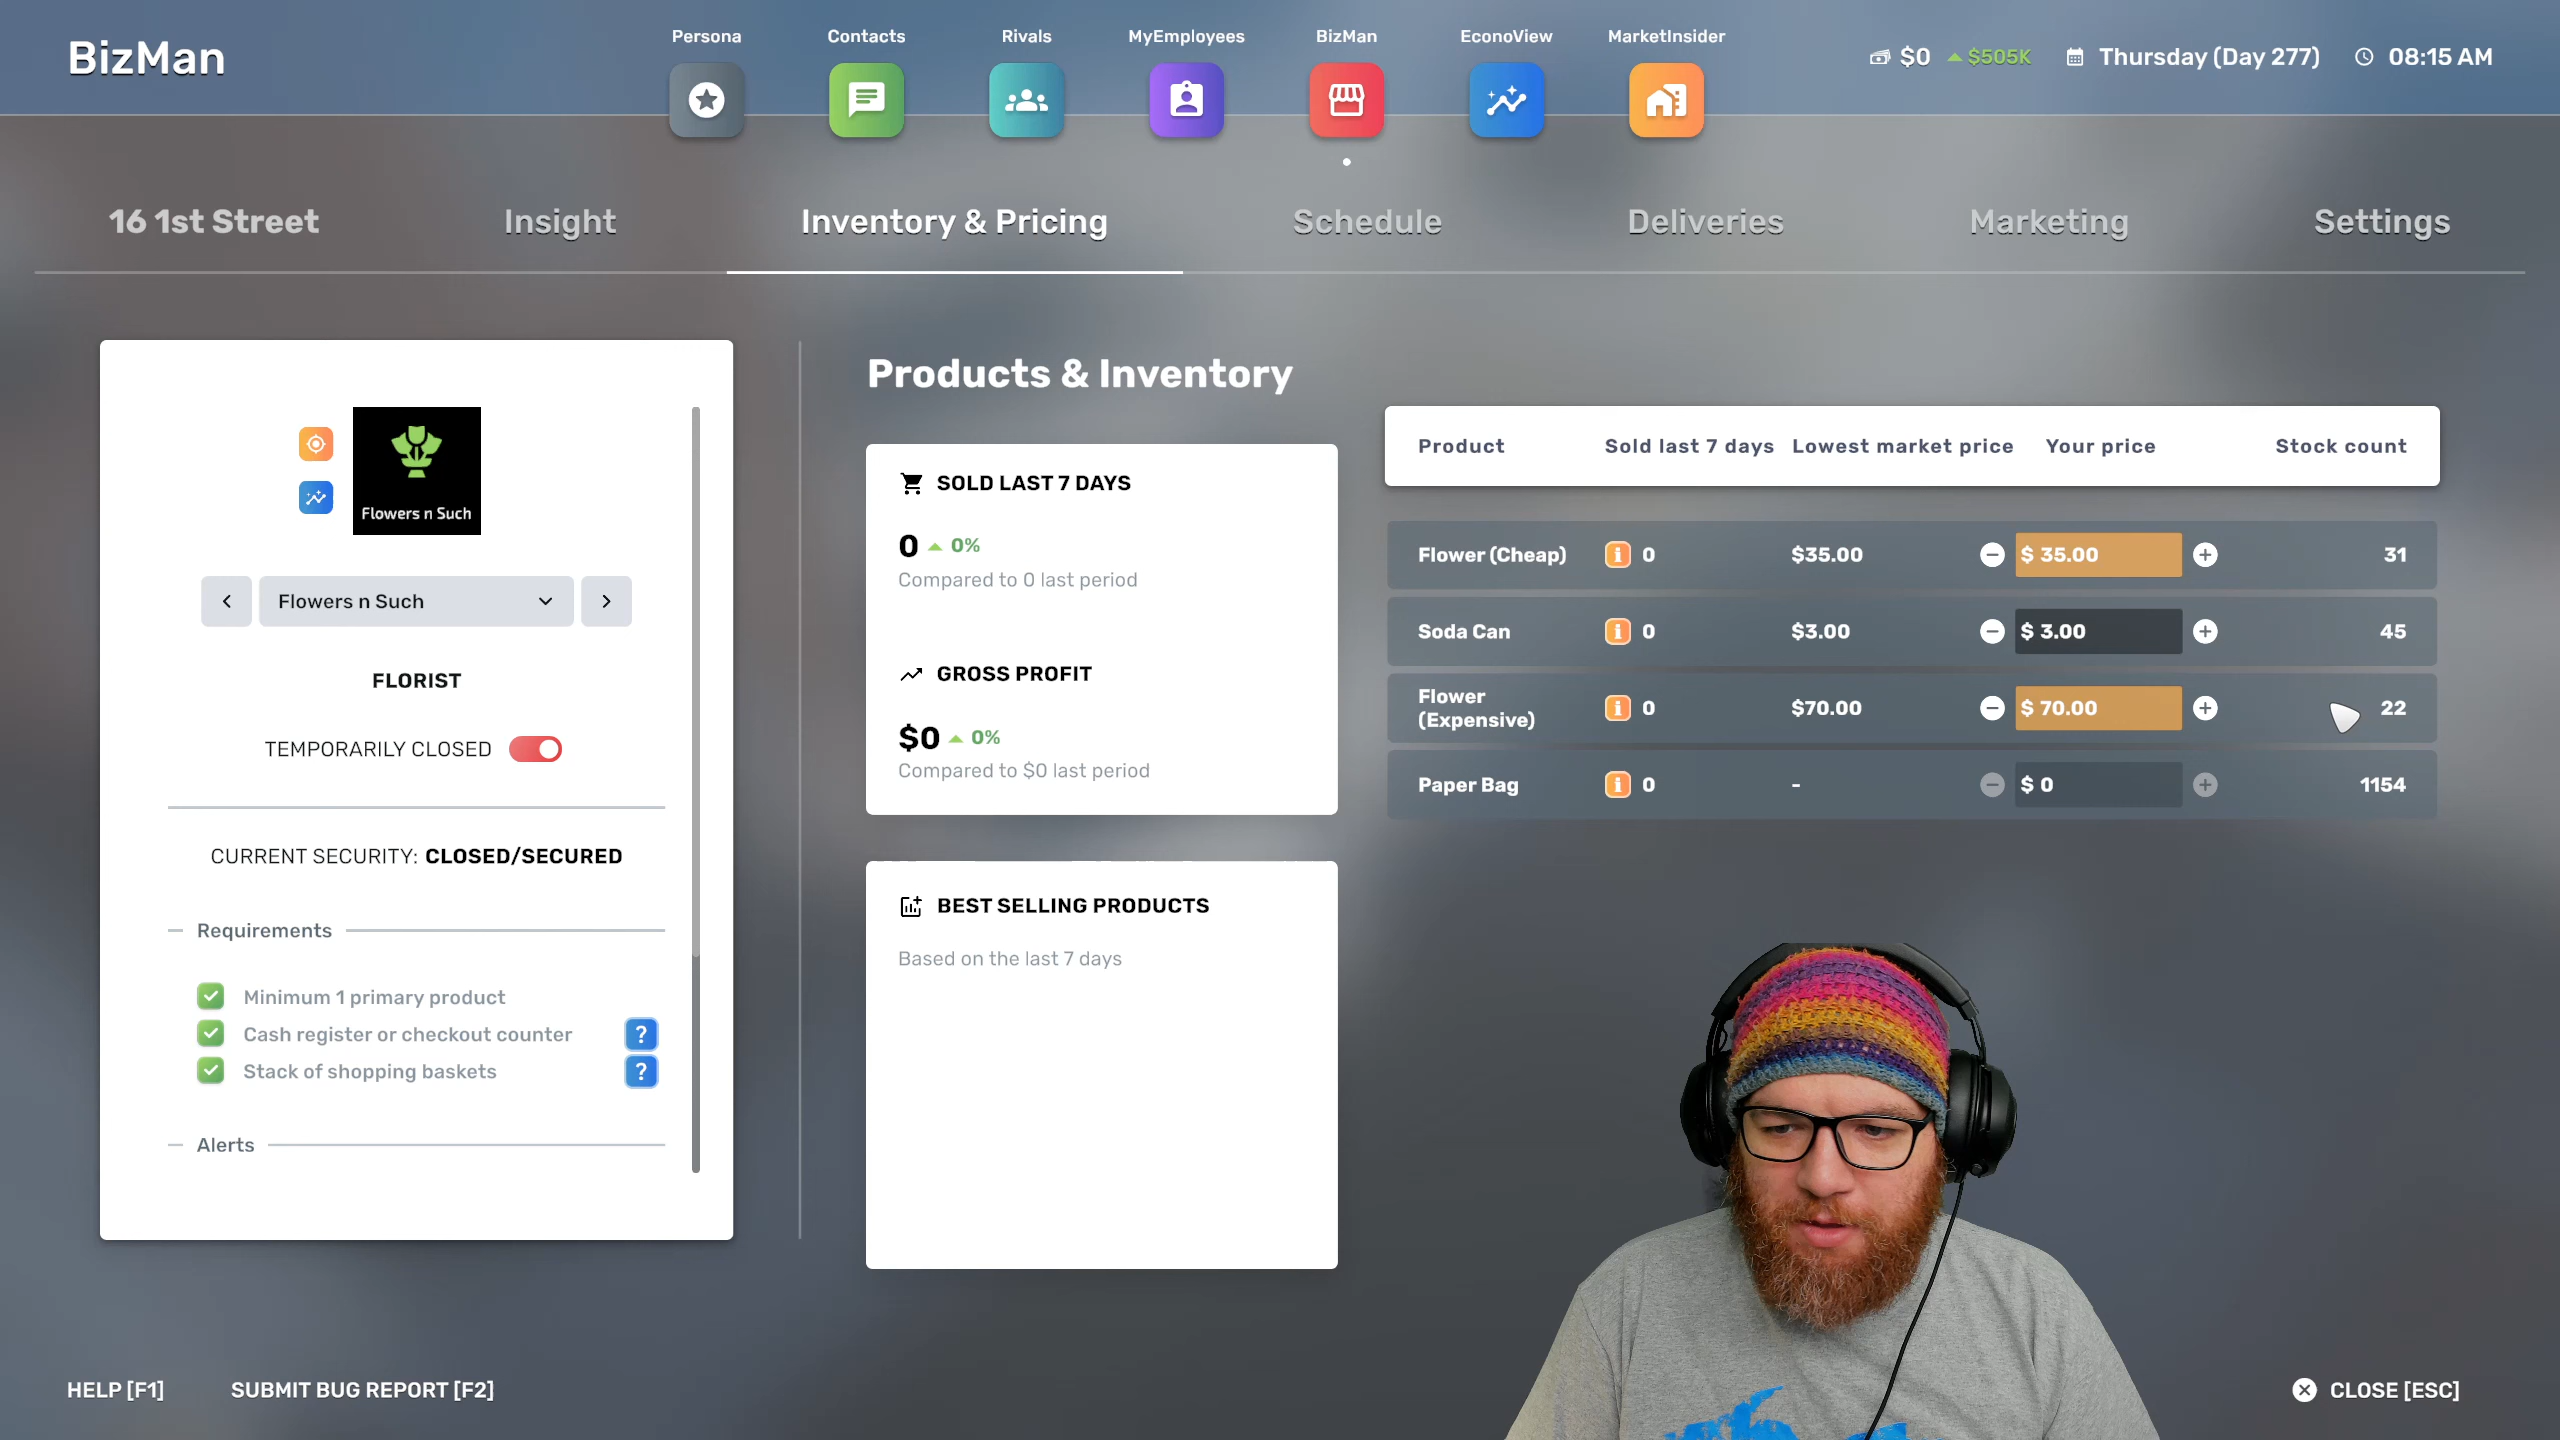 BizMan
Persona
Contacts
Rivals
MyEmployees
BizMan
EconoView
MarketInsider
$0 $505K
Thursday (Day 277)
08:15 AM
16 1st Street
Insight
Inventory & Pricing
Schedule
Deliveries
Marketing
Settings
Flowers n Such
Flowers n Such
FLORIST
TEMPORARILY CLOSED
CURRENT SECURITY: CLOSED/SECURED
Requirements
Minimum 1 primary product
Cash register or checkout counter ?
Stack of shopping baskets ?
Alerts
Products & Inventory
SOLD LAST 7 DAYS
0 0%
Compared to 0 last period
GROSS PROFIT
$0 0%
Compared to $0 last period
BEST SELLING PRODUCTS
Based on the last 7 days
Product Sold last 7 days Lowest market price Your price Stock count
Flower (Cheap) i 0 $35.00 $ 35.00 31
Soda Can i 0 $3.00 $ 3.00 45
Flower
(Expensive) i 0 $70.00 $ 70.00 22
Paper Bag i 0 - $ 0 1154
HELP [F1]
SUBMIT BUG REPORT [F2]
CLOSE [ESC]